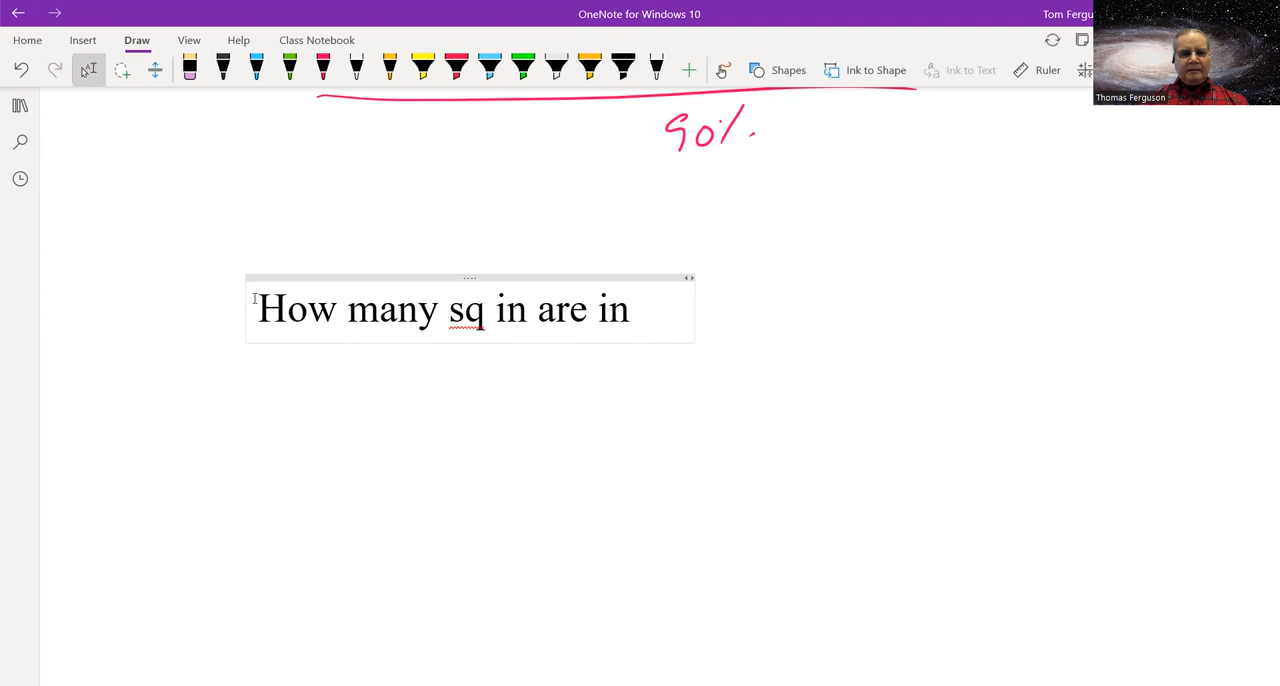 OneNote for Windows 10
Tom Fergu
Home Insert Draw View Help Class Notebook
Shapes Ink to Shape Ink to Text Ruler
Thomas Ferguson
90%.
How many sq in are in